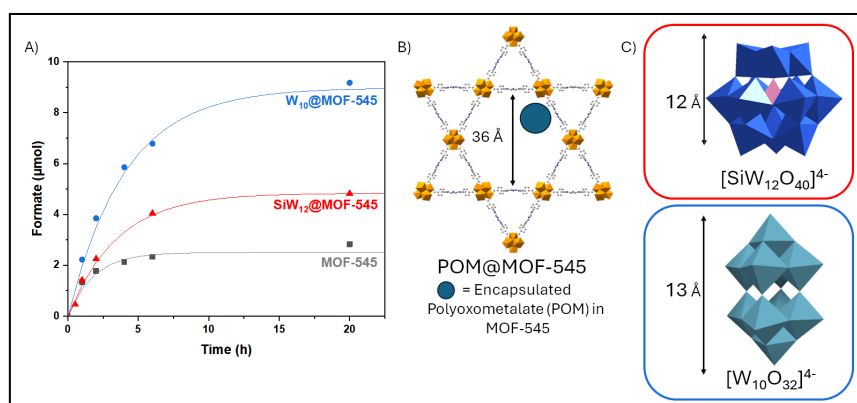 A)
Formate (µmol)
10
8
6
4
2
0
0
5
10
15
20
Time (h)
W₁₀@MOF-545
SiW₁₂@MOF-545
MOF-545
B)
36 Å
POM@MOF-545
= Encapsulated
Polyoxometalate (POM) in
MOF-545
C)
12 Å
[SiW₁₂O₄₀]⁴⁻
13 Å
[W₁₀O₃₂]⁴⁻